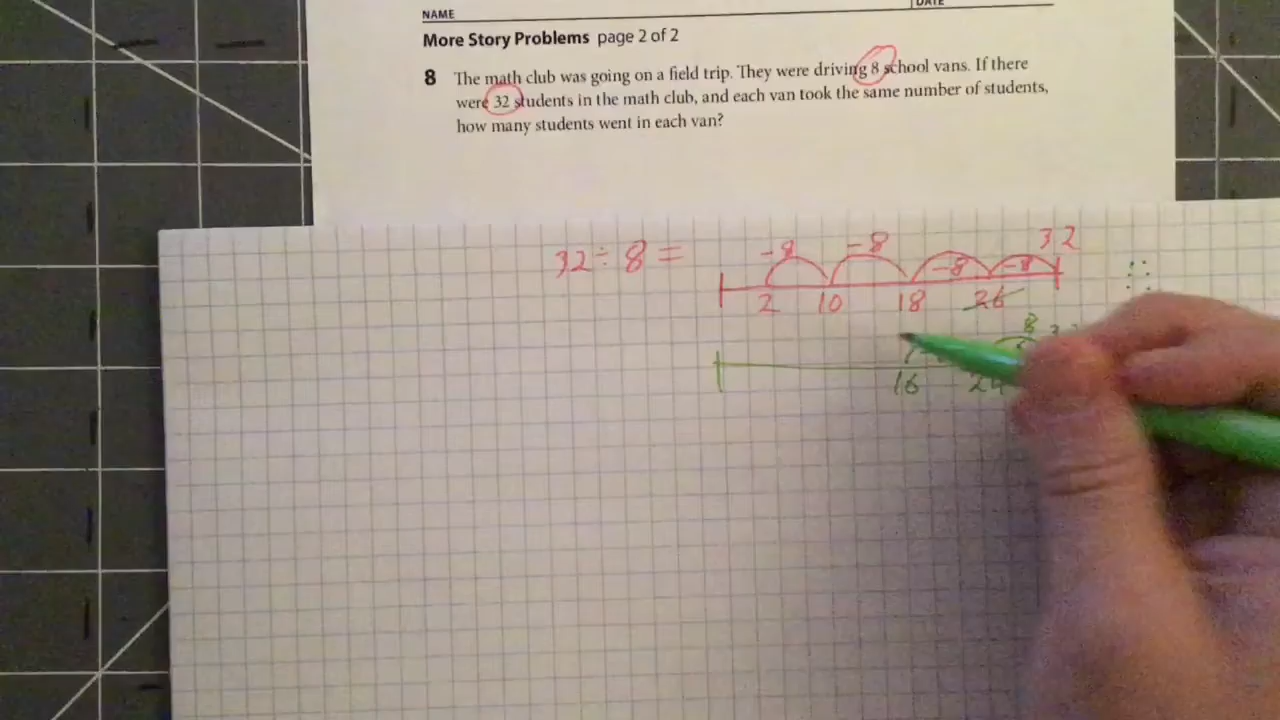 NAME
DATE
More Story Problems page 2 of 2
8 The math club was going on a field trip. They were driving 8 school vans. If there
were 32 students in the math club, and each van took the same number of students,
how many students went in each van?
32 ÷ 8 =
-8 -8 -8 -8 32
2 10 18 26
8
16 24